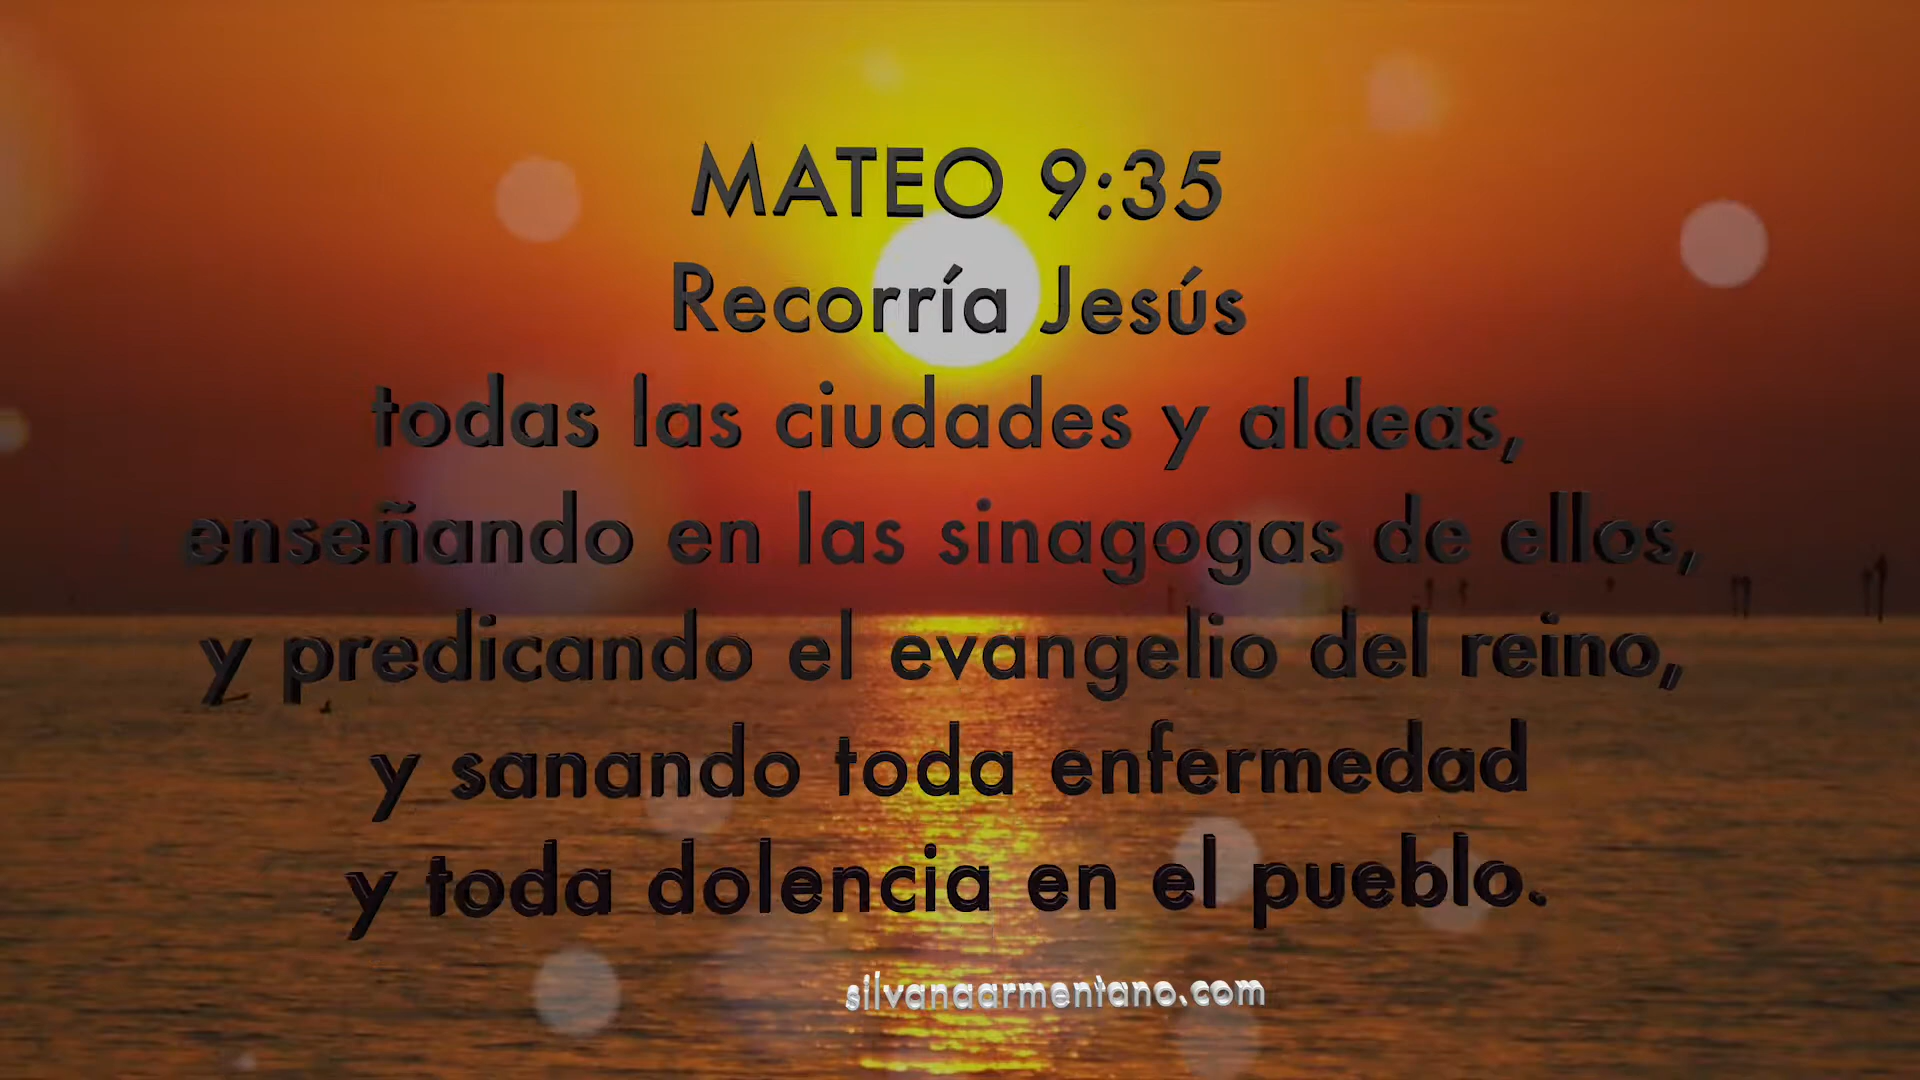 MATEO 9:35
Recorría Jesús
todas las ciudades y aldeas,
enseñando en las sinagogas de ellos,
y predicando el evangelio del reino,
y sanando toda enfermedad
y toda dolencia en el pueblo.
silvanaarmentano.com